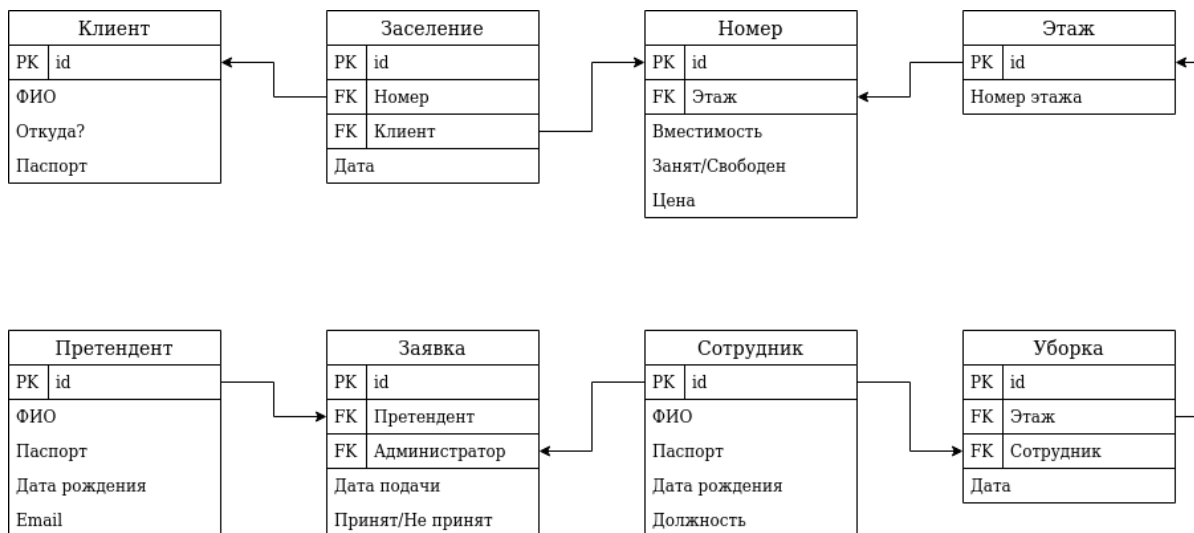 Клиент
PK id
ФИО
Откуда?
Паспорт
Заселение
PK id
FK Номер
FK Клиент
Дата
Номер
PK id
FK Этаж
Вместимость
Занят/Свободен
Цена
Этаж
PK id
Номер этажа
Претендент
PK id
ФИО
Паспорт
Дата рождения
Email
Заявка
PK id
FK Претендент
FK Администратор
Дата подачи
Принят/Не принят
Сотрудник
PK id
ФИО
Паспорт
Дата рождения
Должность
Уборка
PK id
FK Этаж
FK Сотрудник
Дата